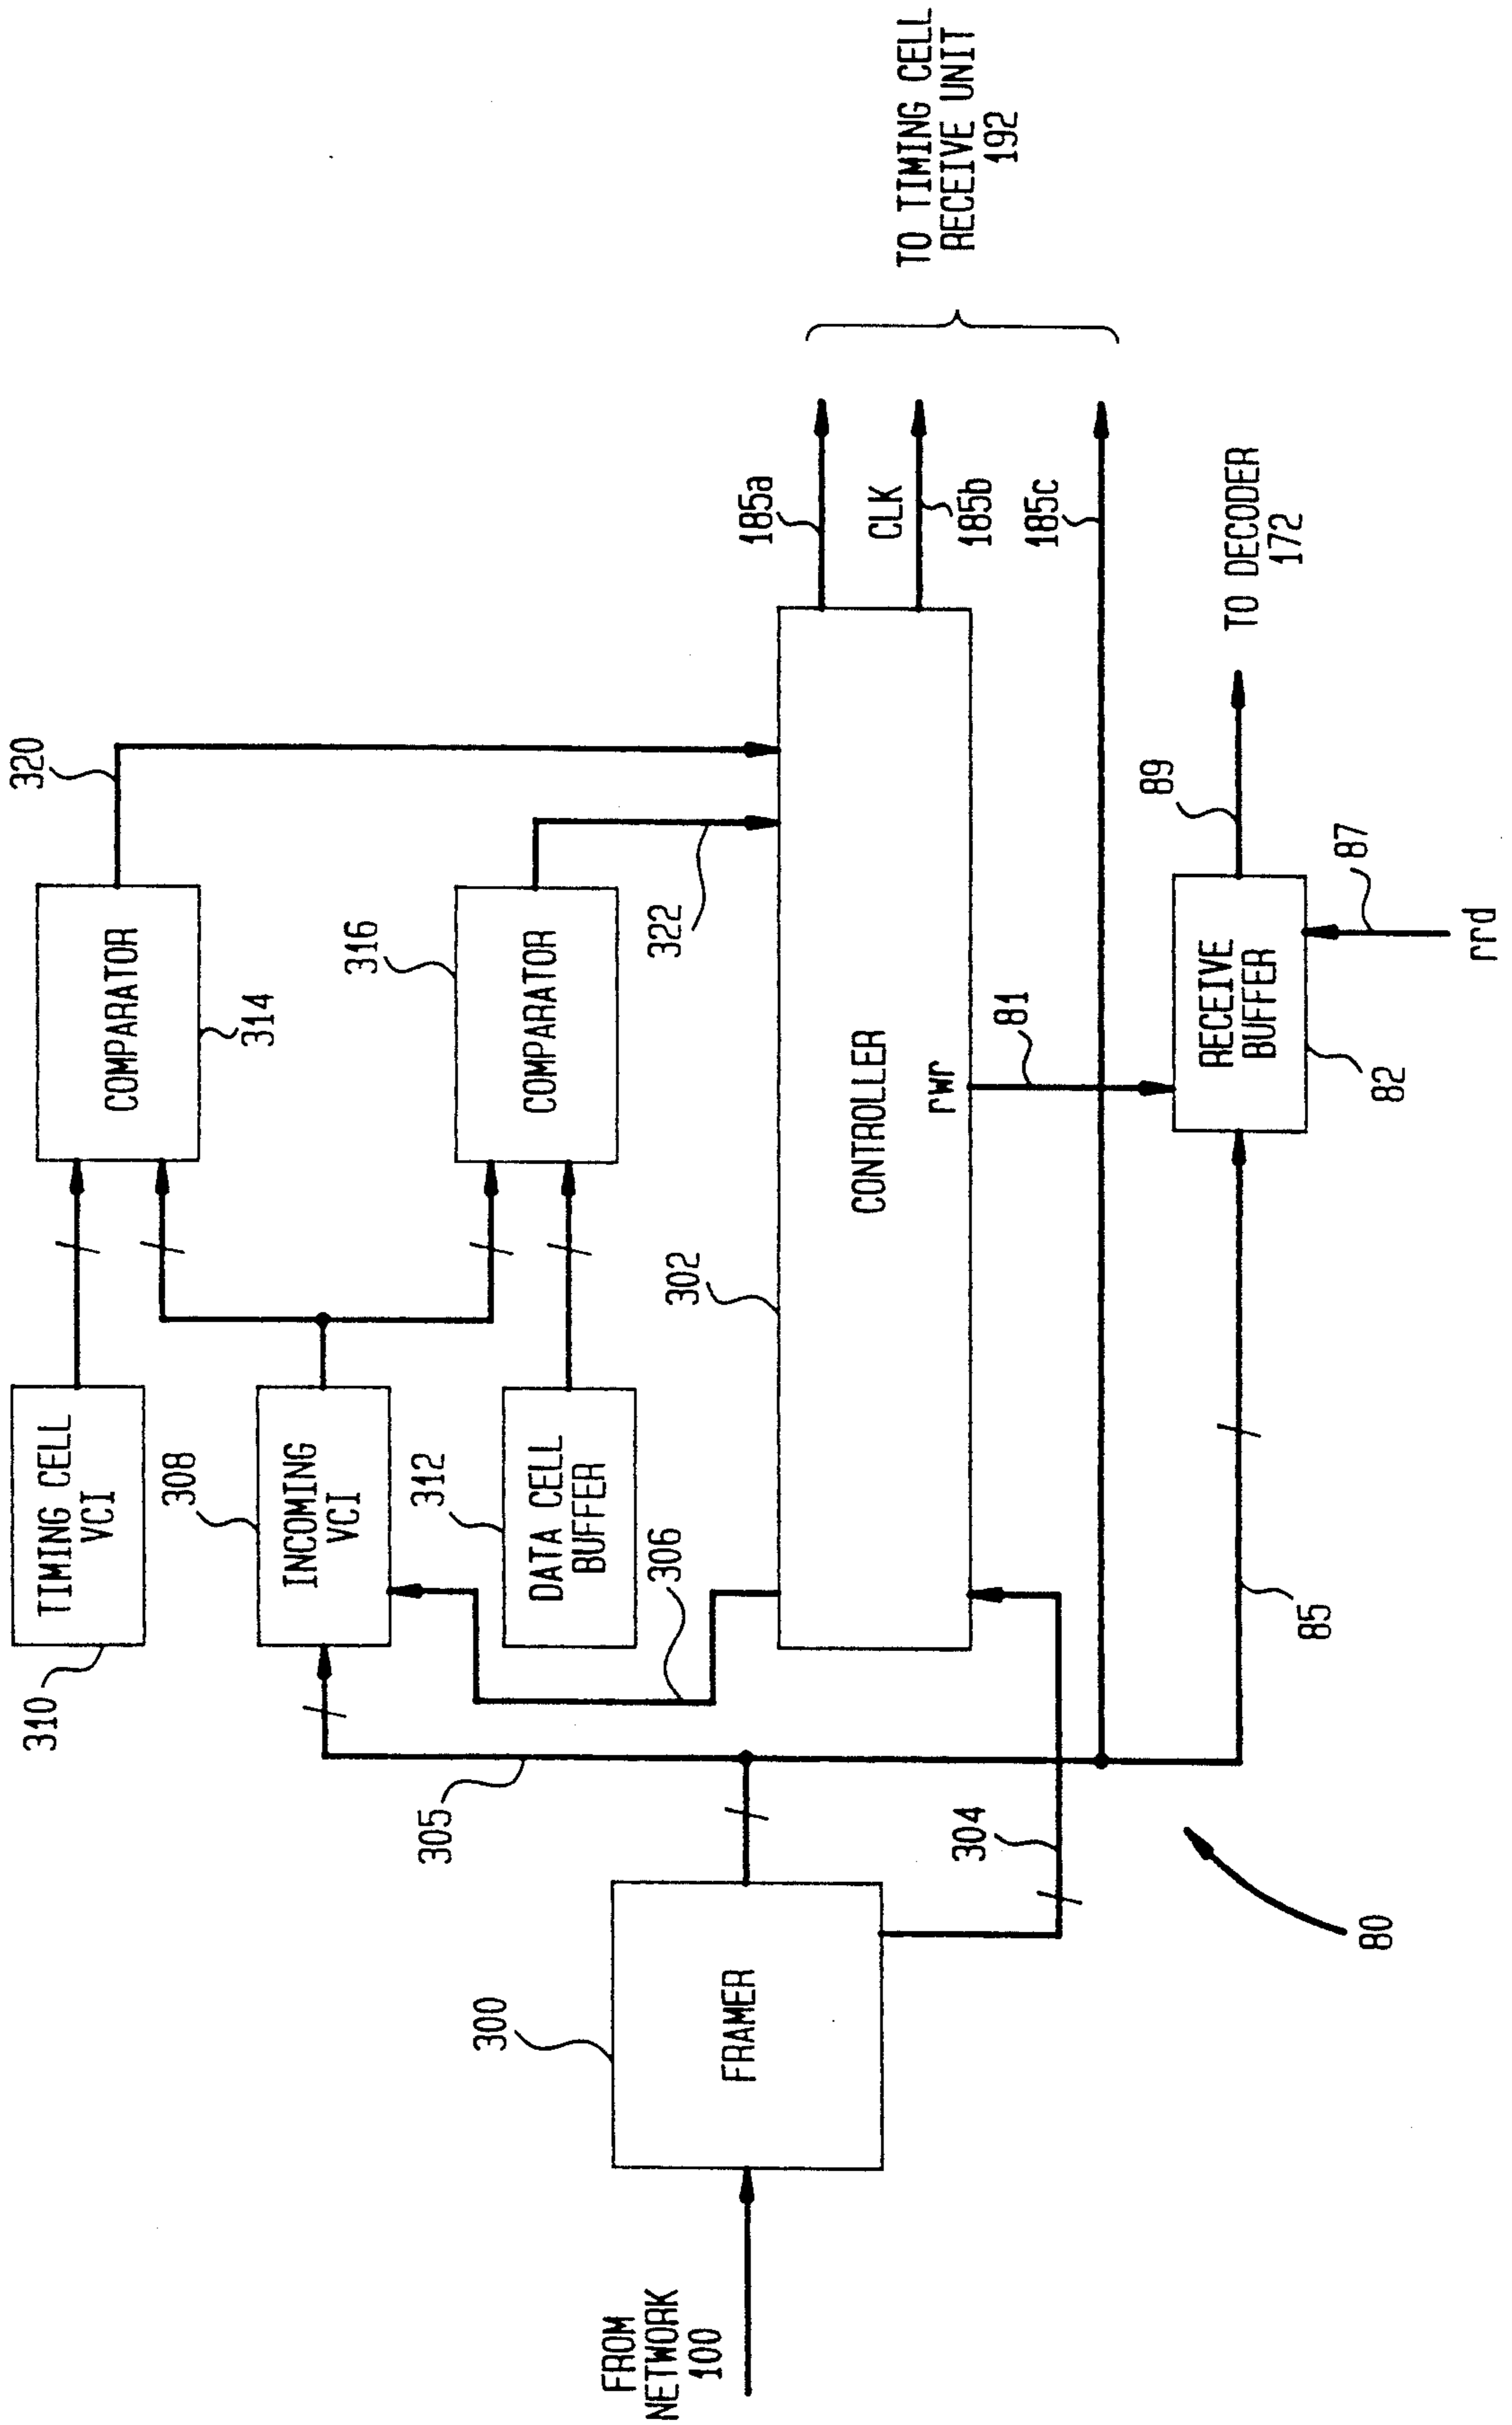 FROM
NETWORK
100
300
FRAMER
305
304
80
310
TIMING CELL
VCI
308
INCOMING
VCI
312
DATA CELL
BUFFER
306
85
302
CONTROLLER
rwr
81
COMPARATOR
314
316
COMPARATOR
320
322
RECEIVE
BUFFER
82
89
87
rrd
185a
CLK
185b
185c
TO DECODER
172
TO TIMING CELL
RECEIVE UNIT
192